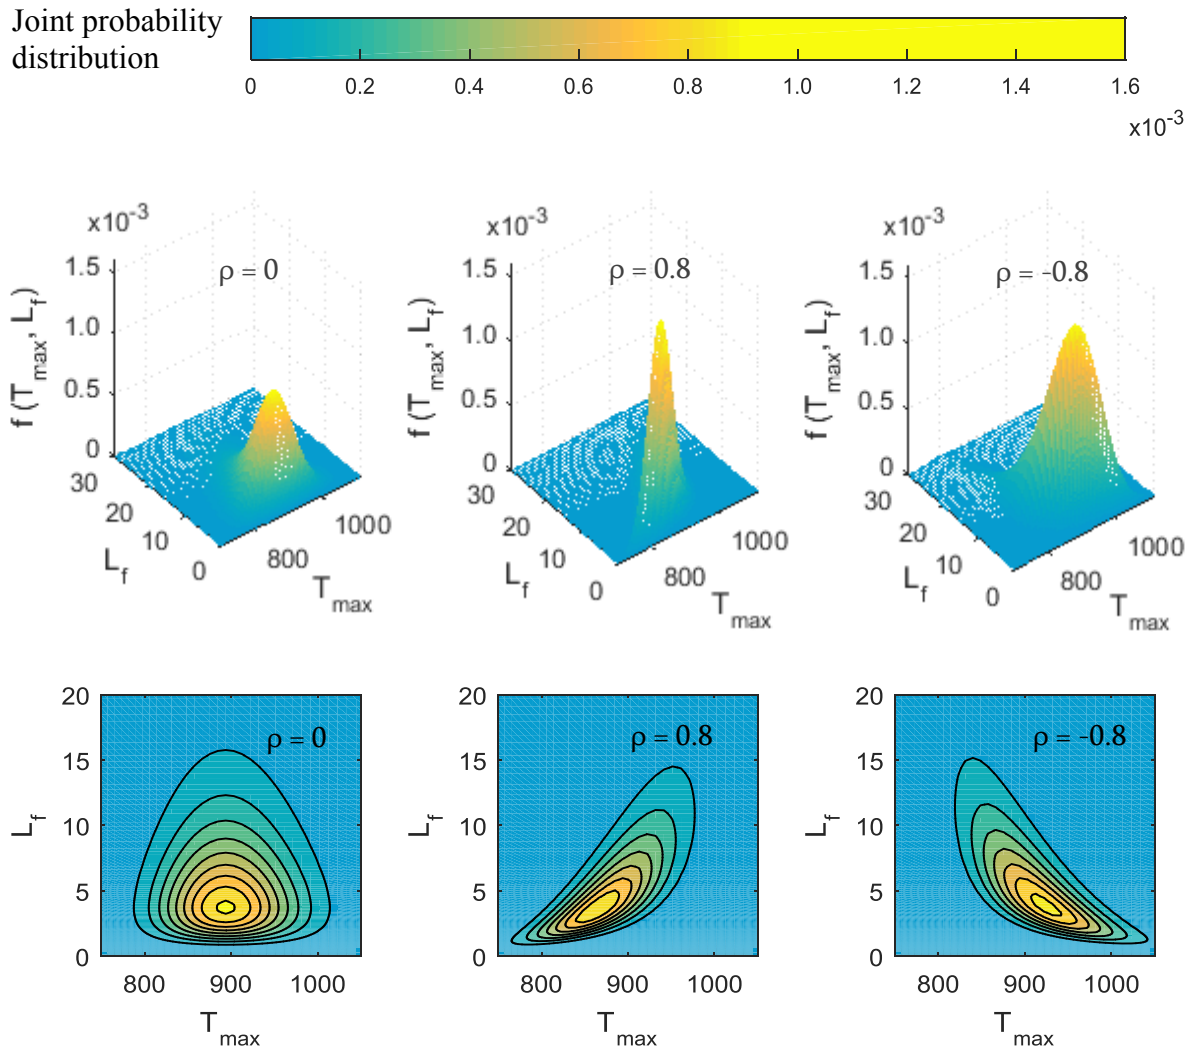 Joint probability
distribution
0 0.2 0.4 0.6 0.8 1.0 1.2 1.4 1.6
x10-3
x10-3
ρ = 0
1.5
1.0
0.5
0
f (Tmax, Lf)
30
20
10
0
Lf
800
1000
Tmax
x10-3
ρ = 0.8
1.5
1.0
0.5
0
f (Tmax, Lf)
30
20
10
0
Lf
800
1000
Tmax
x10-3
ρ = -0.8
1.5
1.0
0.5
0
f (Tmax, Lf)
30
20
10
0
Lf
800
1000
Tmax
20
15
10
5
0
Lf
ρ = 0
800 900 1000
Tmax
20
15
10
5
0
Lf
ρ = 0.8
800 900 1000
Tmax
20
15
10
5
0
Lf
ρ = -0.8
800 900 1000
Tmax